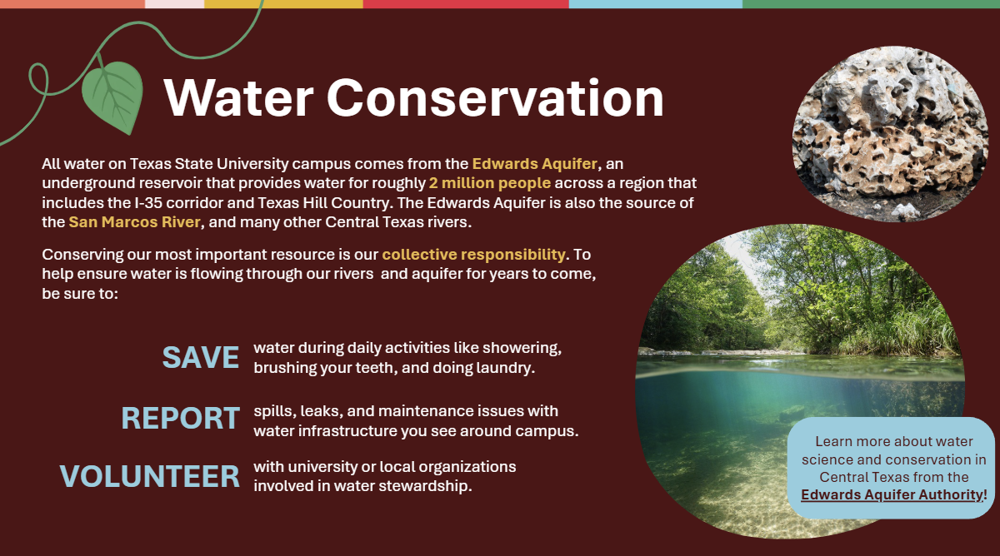 Water Conservation
All water on Texas State University campus comes from the Edwards Aquifer, an
underground reservoir that provides water for roughly 2 million people across a region that
includes the I-35 corridor and Texas Hill Country. The Edwards Aquifer is also the source of
the San Marcos River, and many other Central Texas rivers.
Conserving our most important resource is our collective responsibility. To
help ensure water is flowing through our rivers  and aquifer for years to come,
be sure to:
SAVE
water during daily activities like showering,
brushing your teeth, and doing laundry.
REPORT
spills, leaks, and maintenance issues with
water infrastructure you see around campus.
VOLUNTEER
with university or local organizations
involved in water stewardship.
Learn more about water
science and conservation in
Central Texas from the
Edwards Aquifer Authority!